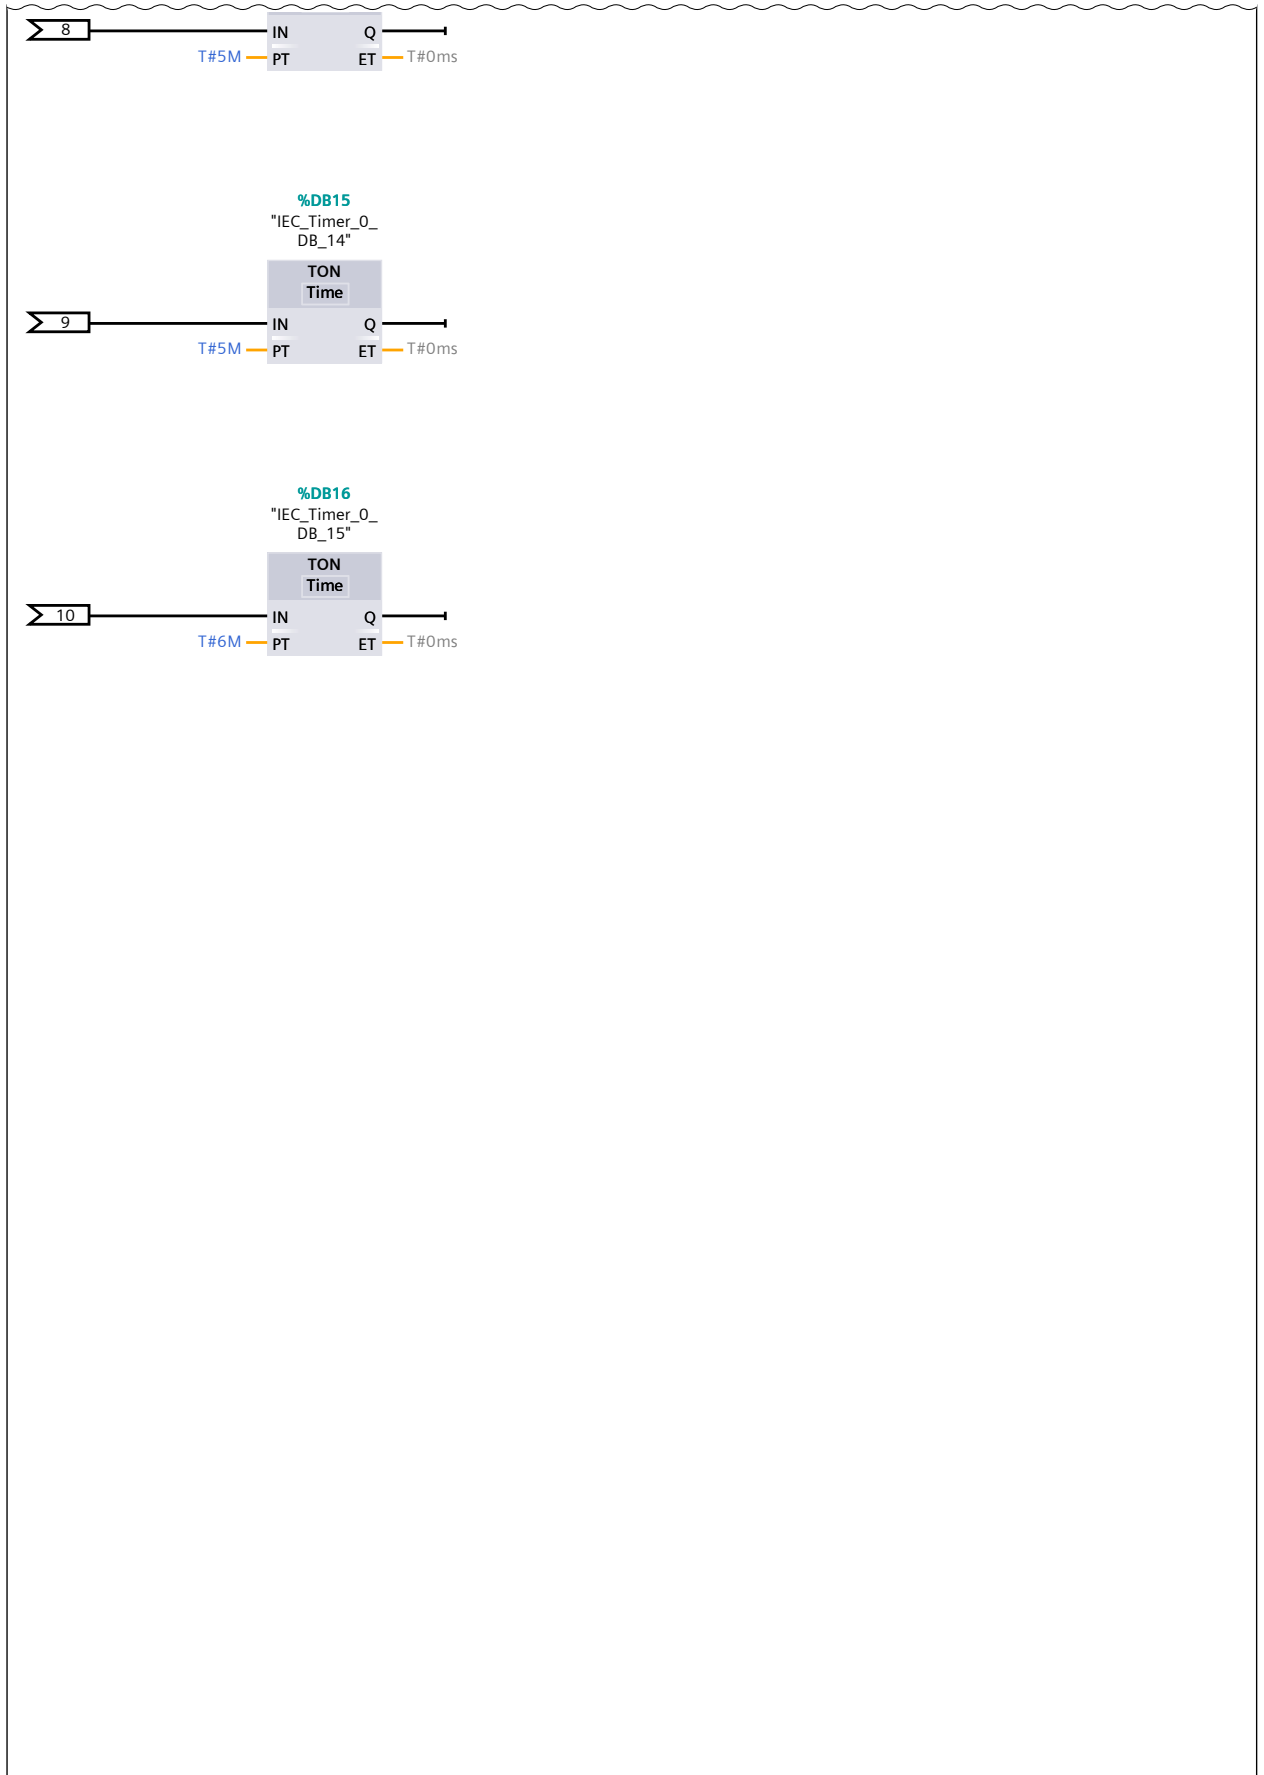 8 IN Q
T#5M PT ET T#0ms
%DB15
"IEC_Timer_0_
DB_14"
TON
Time
9 IN Q
T#5M PT ET T#0ms
%DB16
"IEC_Timer_0_
DB_15"
TON
Time
10 IN Q
T#6M PT ET T#0ms